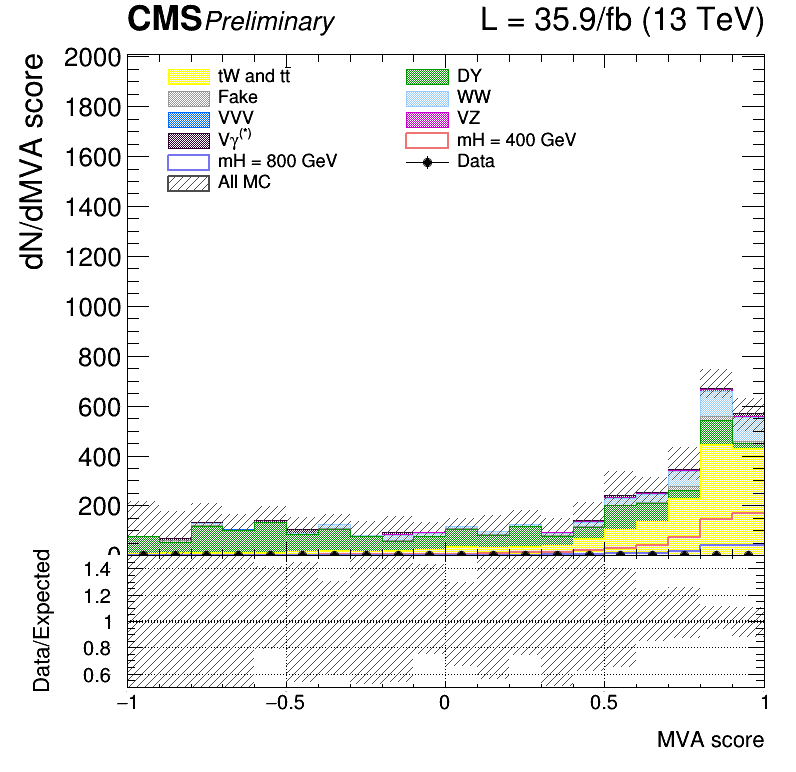 CMS Preliminary L = 35.9/fb (13 TeV)
dN/dMVA score
2000
1800
1600
1400
1200
1000
800
600
400
200
0
tW and tt̄
DY
Fake
WW
VVV
VZ
Vγ(*)
mH = 400 GeV
mH = 800 GeV
Data
All MC
Data/Expected
1.4
1.2
1
0.8
0.6
−1 −0.5 0 0.5 1
MVA score